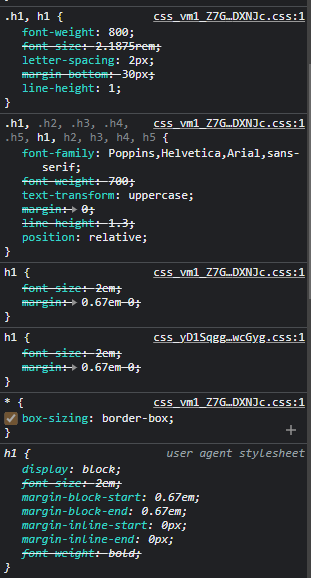 .h1, h1 { css_vm1_Z7G…DXNJc.css:1
font-weight: 800;
font-size: 2.1875rem;
letter-spacing: 2px;
margin-bottom: 30px;
line-height: 1;
}
.h1, .h2, .h3, .h4, css_vm1_Z7G…DXNJc.css:1
.h5, h1, h2, h3, h4, h5 {
font-family: Poppins,Helvetica,Arial,sans-
serif;
font-weight: 700;
text-transform: uppercase;
margin: 0;
line-height: 1.3;
position: relative;
}
h1 { css_vm1_Z7G…DXNJc.css:1
font-size: 2em;
margin: 0.67em 0;
}
h1 { css_yD1Sqgg…wcGyg.css:1
font-size: 2em;
margin: 0.67em 0;
}
* { css_vm1_Z7G…DXNJc.css:1
box-sizing: border-box;
}
h1 { user agent stylesheet
display: block;
font-size: 2em;
margin-block-start: 0.67em;
margin-block-end: 0.67em;
margin-inline-start: 0px;
margin-inline-end: 0px;
font-weight: bold;
}